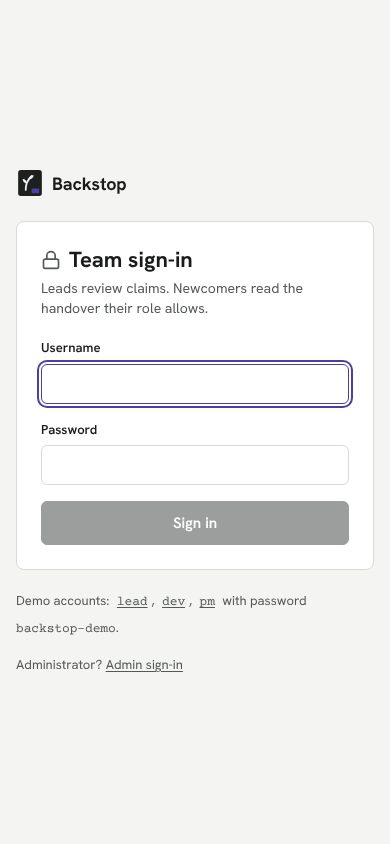 Backstop
Team sign-in
Leads review claims. Newcomers read the
handover their role allows.
Username
Password
Sign in
Demo accounts: lead, dev, pm with password
backstop-demo.
Administrator? Admin sign-in